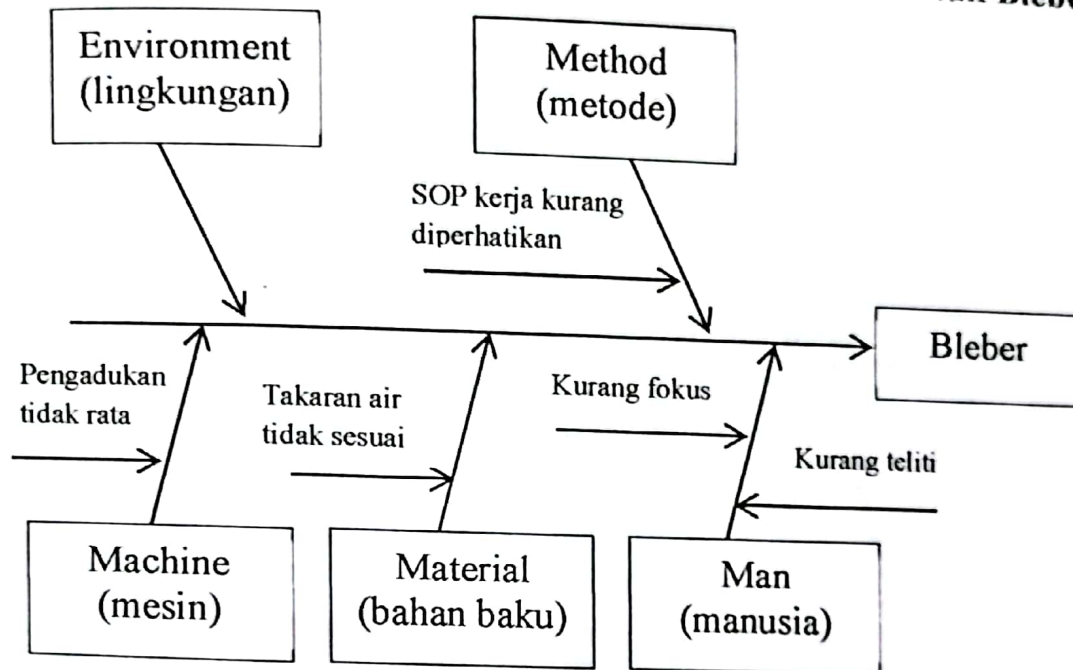 Environment
(lingkungan)
Method
(metode)
SOP kerja kurang
diperhatikan
Bleber
Pengadukan
tidak rata
Takaran air
tidak sesuai
Kurang fokus
Kurang teliti
Machine
(mesin)
Material
(bahan baku)
Man
(manusia)